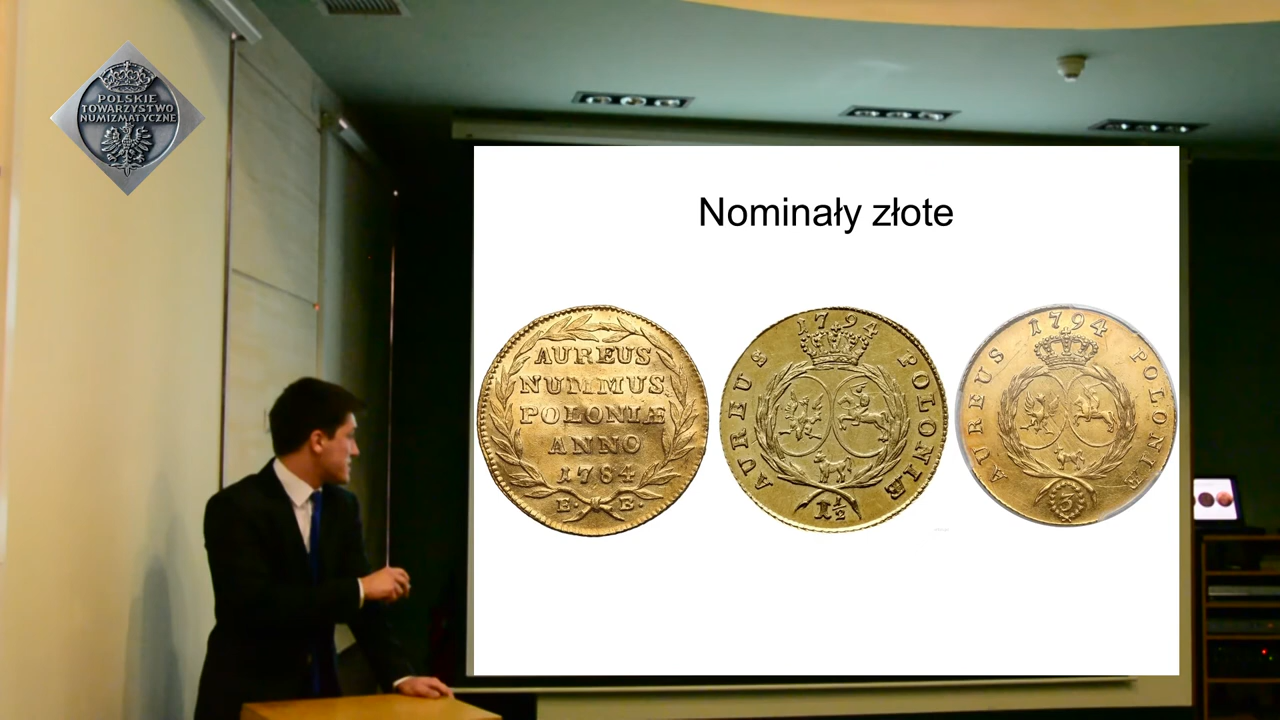 POLSKIE
TOWARZYSTWO
NUMIZMATYCZNE
Nominały złote
AUREUS
NUMMUS
POLONIÆ
ANNO
1784
E. B.
1794
AUREUS POLONIÆ
1½
1794
AUREUS POLONIÆ
3